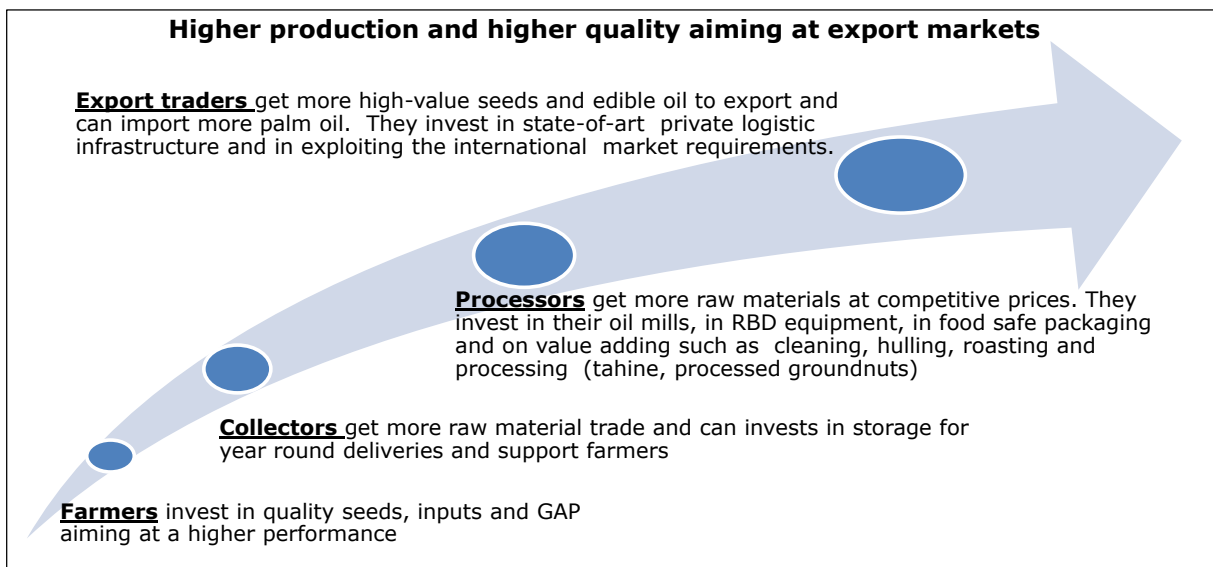 Higher production and higher quality aiming at export markets
Export traders get more high-value seeds and edible oil to export and
can import more palm oil. They invest in state-of-art private logistic
infrastructure and in exploiting the international market requirements.
Processors get more raw materials at competitive prices. They
invest in their oil mills, in RBD equipment, in food safe packaging
and on value adding such as cleaning, hulling, roasting and
processing (tahine, processed groundnuts)
Collectors get more raw material trade and can invests in storage for
year round deliveries and support farmers
Farmers invest in quality seeds, inputs and GAP
aiming at a higher performance